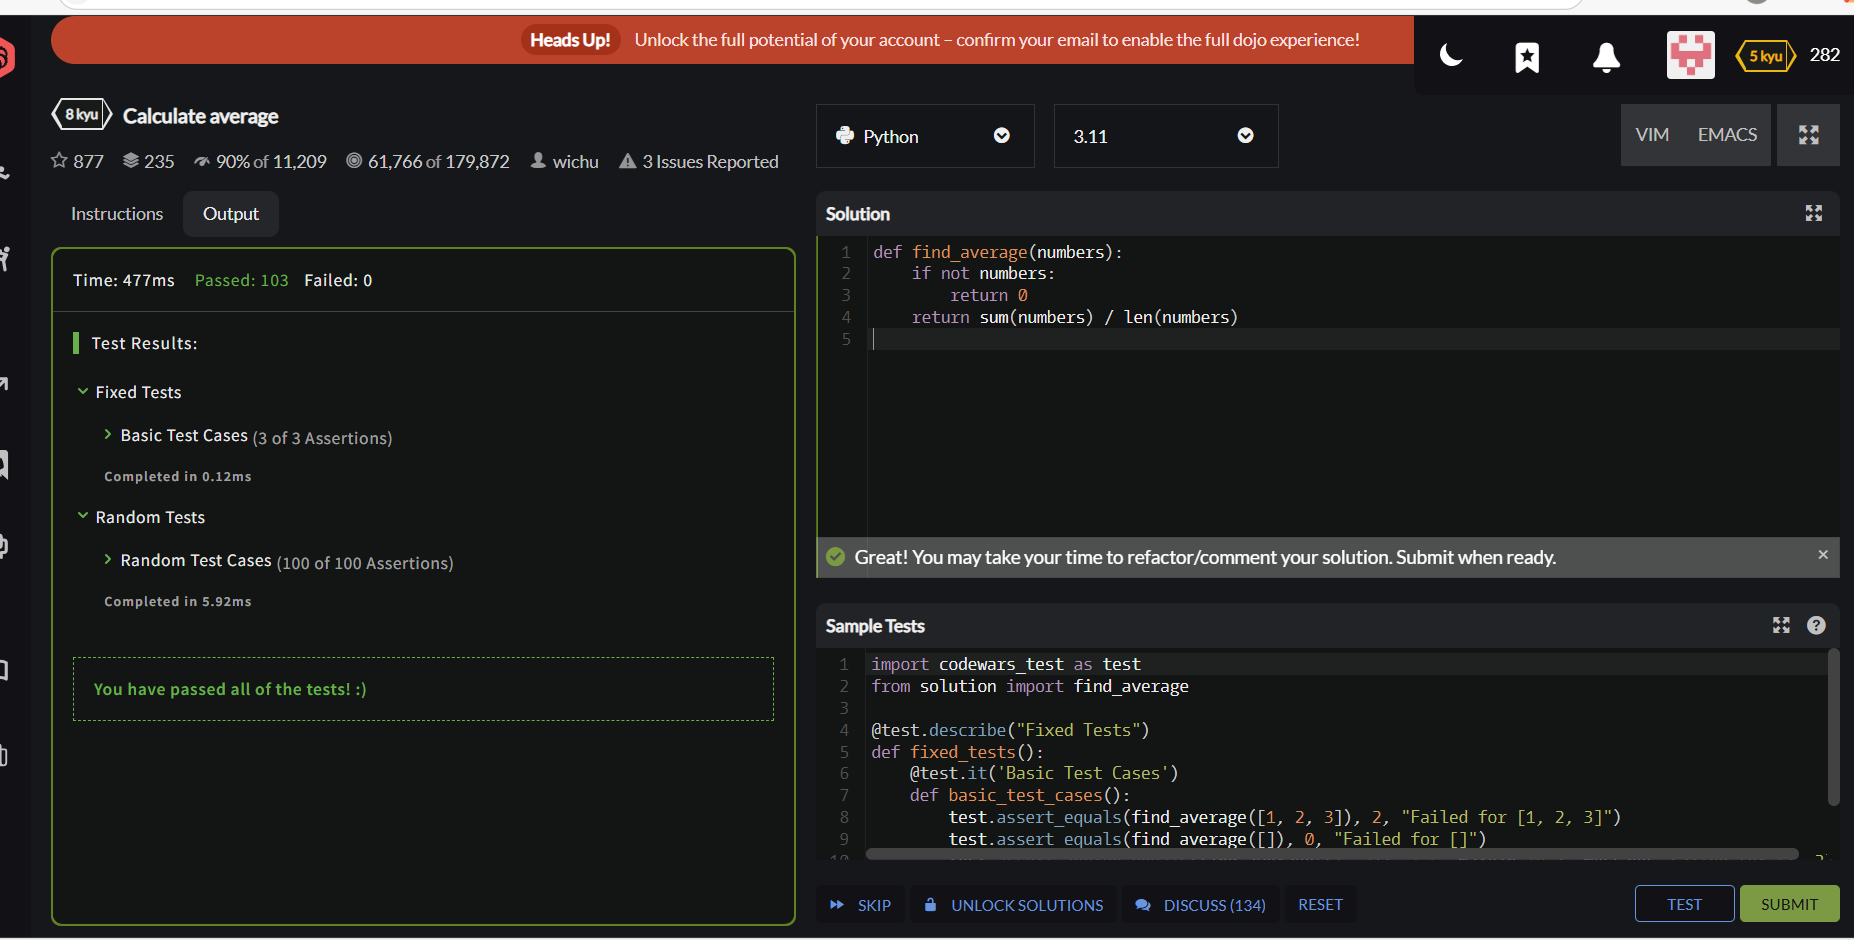 Heads Up! Unlock the full potential of your account – confirm your email to enable the full dojo experience!
5 kyu 282
8 kyu Calculate average
877 235 90% of 11,209 61,766 of 179,872 wichu 3 Issues Reported
Python 3.11 VIM EMACS
Instructions Output
Time: 477ms Passed: 103 Failed: 0
Test Results:
Fixed Tests
Basic Test Cases (3 of 3 Assertions)
Completed in 0.12ms
Random Tests
Random Test Cases (100 of 100 Assertions)
Completed in 5.92ms
You have passed all of the tests! :)
Solution
1 def find_average(numbers):
2     if not numbers:
3         return 0
4     return sum(numbers) / len(numbers)
5
Great! You may take your time to refactor/comment your solution. Submit when ready. ×
Sample Tests ?
1 import codewars_test as test
2 from solution import find_average
3
4 @test.describe("Fixed Tests")
5 def fixed_tests():
6     @test.it('Basic Test Cases')
7     def basic_test_cases():
8         test.assert_equals(find_average([1, 2, 3]), 2, "Failed for [1, 2, 3]")
9         test.assert_equals(find_average([]), 0, "Failed for []")
SKIP UNLOCK SOLUTIONS DISCUSS (134) RESET TEST SUBMIT